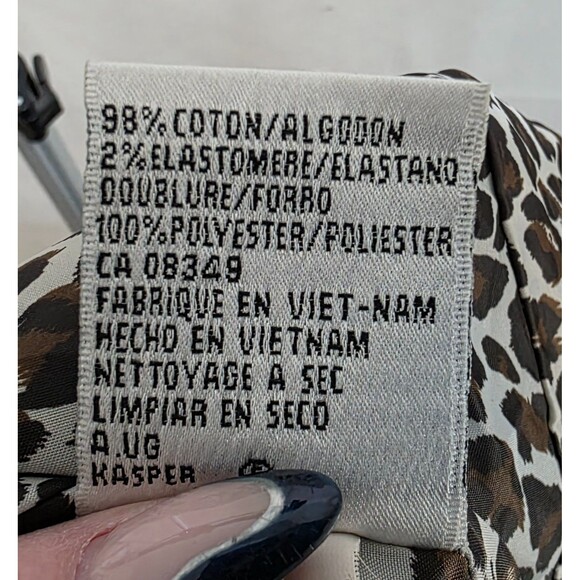 98% COTON/ALGODON
2% ELASTOMERE/ELASTANO
DOUBLURE/FORRO
100% POLYESTER/POLIESTER
CA 08349
FABRIQUE EN VIET-NAM
HECHO EN VIETNAM
NETTOYAGE A SEC
LIMPIAR EN SECO
A.UG
KASPER